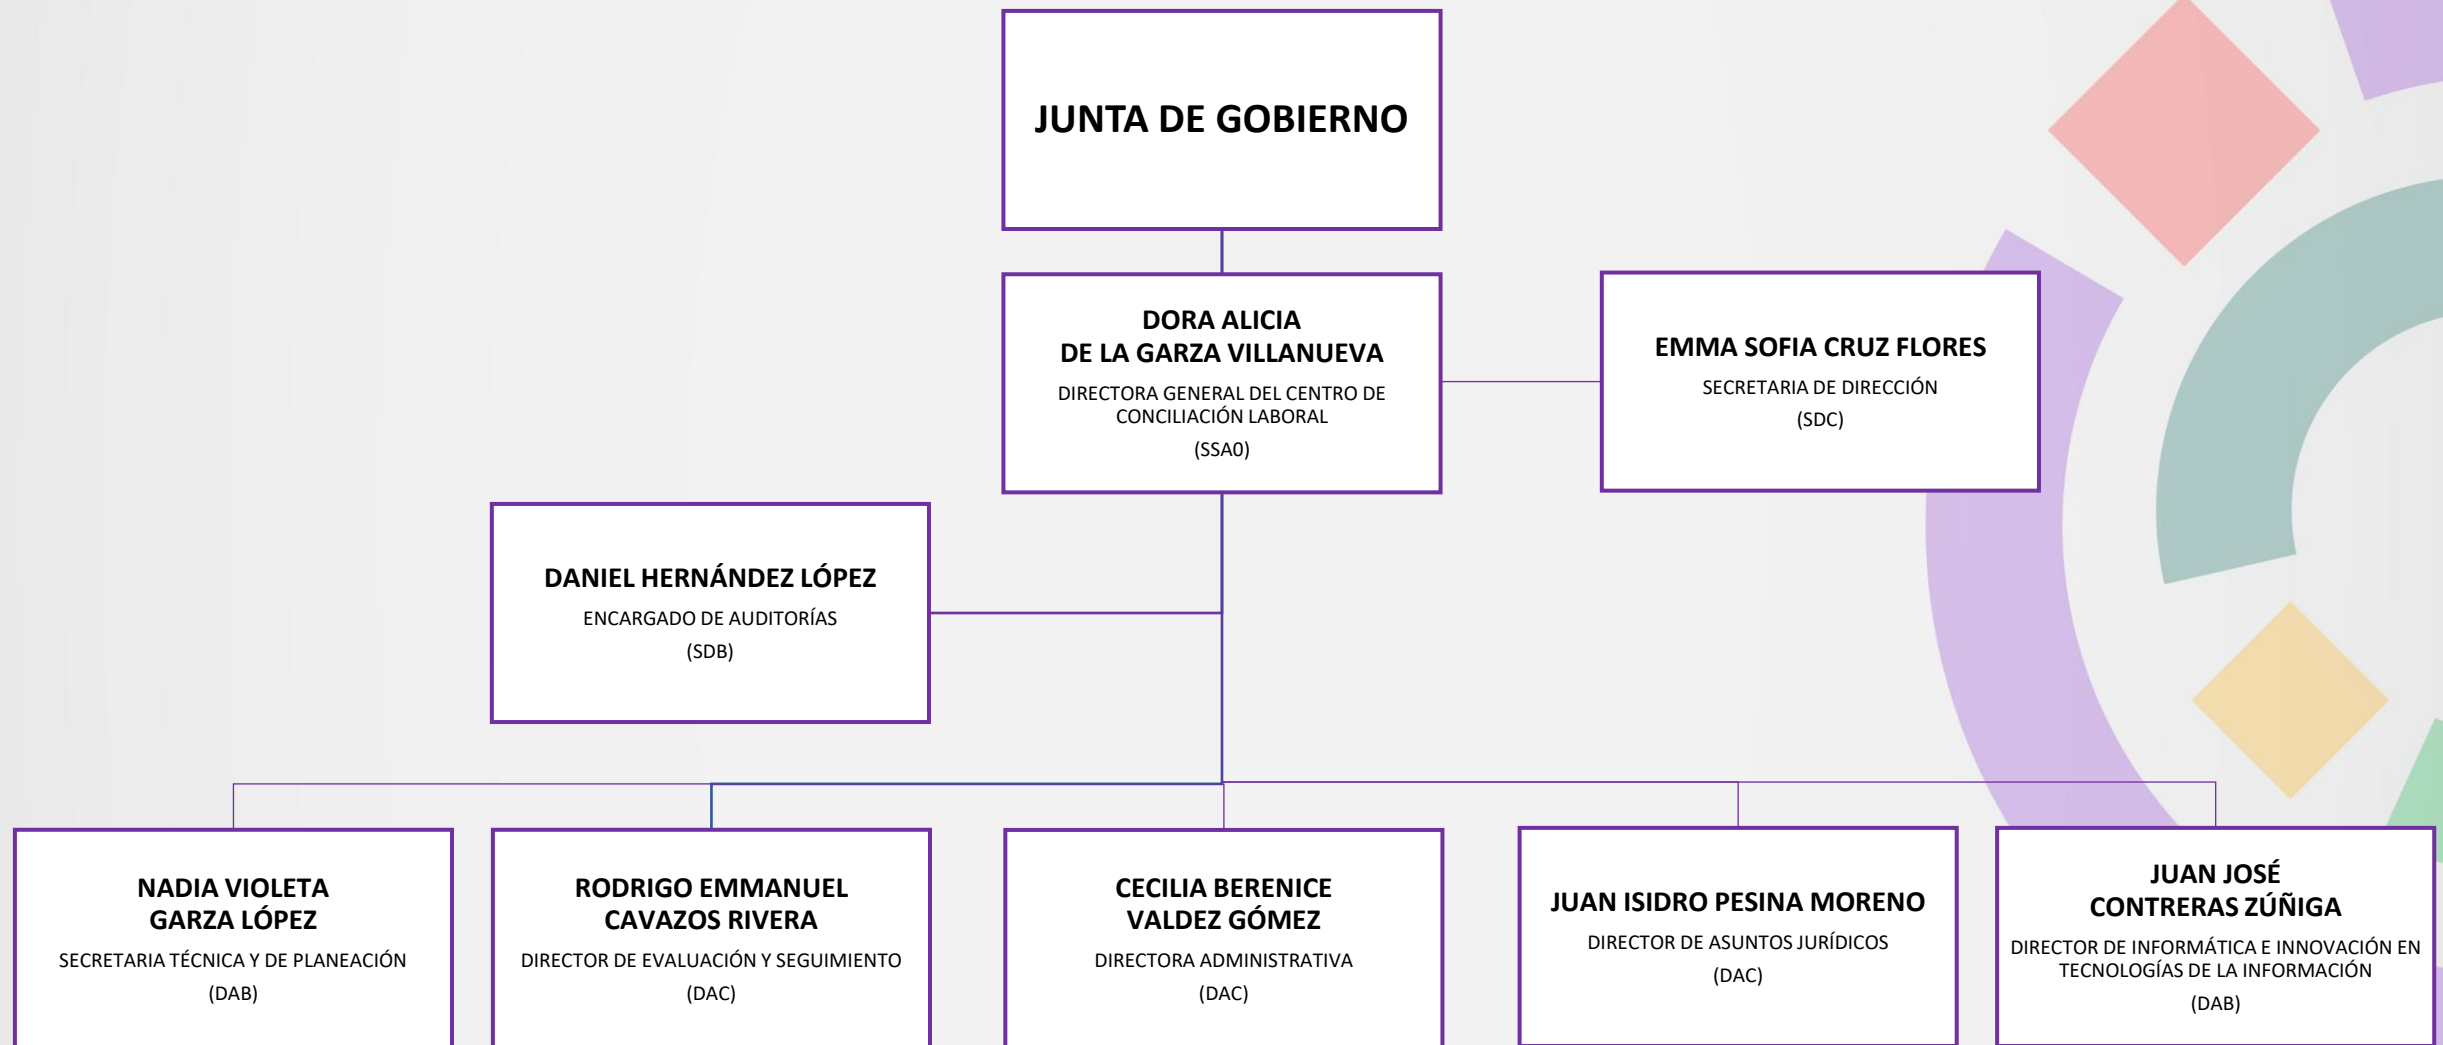 JUNTA DE GOBIERNO
DORA ALICIA
DE LA GARZA VILLANUEVA
DIRECTORA GENERAL DEL CENTRO DE
CONCILIACIÓN LABORAL
(SSA0)
EMMA SOFIA CRUZ FLORES
SECRETARIA DE DIRECCIÓN
(SDC)
DANIEL HERNÁNDEZ LÓPEZ
ENCARGADO DE AUDITORÍAS
(SDB)
NADIA VIOLETA
GARZA LÓPEZ
SECRETARIA TÉCNICA Y DE PLANEACIÓN
(DAB)
RODRIGO EMMANUEL
CAVAZOS RIVERA
DIRECTOR DE EVALUACIÓN Y SEGUIMIENTO
(DAC)
CECILIA BERENICE
VALDEZ GÓMEZ
DIRECTORA ADMINISTRATIVA
(DAC)
JUAN ISIDRO PESINA MORENO
DIRECTOR DE ASUNTOS JURÍDICOS
(DAC)
JUAN JOSÉ
CONTRERAS ZÚÑIGA
DIRECTOR DE INFORMÁTICA E INNOVACIÓN EN
TECNOLOGÍAS DE LA INFORMACIÓN
(DAB)